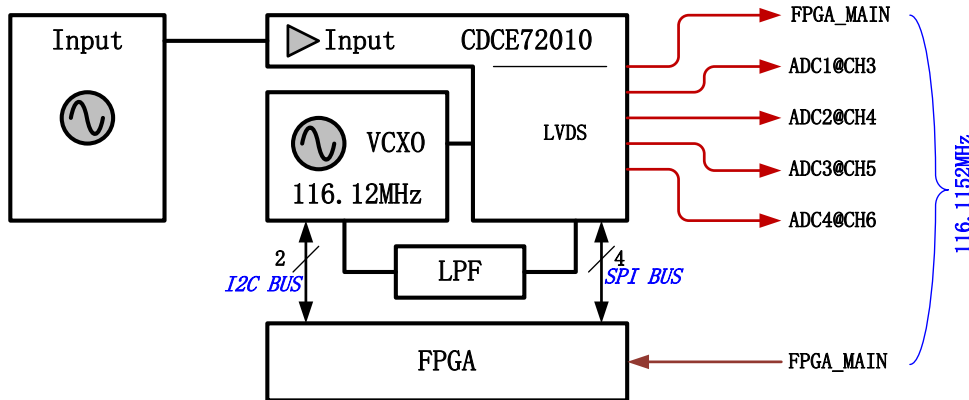 Input
Input
CDCE72010
LVDS
VCXO
116.12MHz
FPGA_MAIN
ADC1@CH3
ADC2@CH4
ADC3@CH5
ADC4@CH6
116.1152MHz
2
I2C BUS
LPF
4
SPI BUS
FPGA
FPGA_MAIN